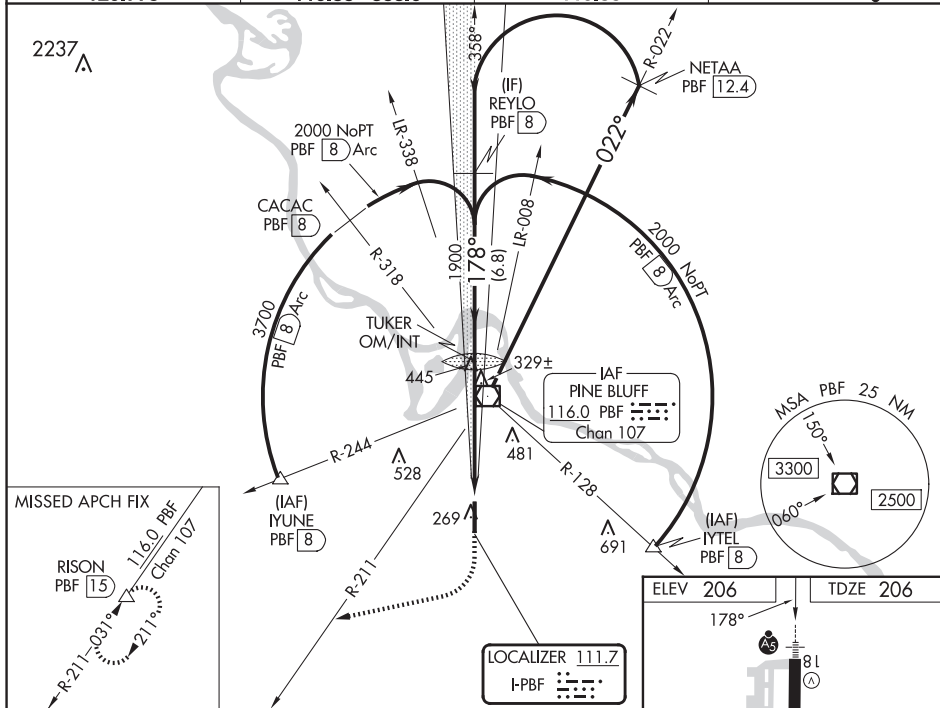 2237
358°
R-022
NETAA
PBF 12.4
(IF)
REYLO
PBF 8
2000 NoPT
PBF 8 Arc
LR-338
022°
CACAC
PBF 8
R-318
1900
178°
(6.8)
LR-008
2000 NoPT
PBF 8 Arc
3700
PBF 8 Arc
TUKER
OM/INT
445
329±
IAF
PINE BLUFF
116.0 PBF
Chan 107
MSA PBF 25 NM
150°
3300
2500
060°
R-244
528
481
R-128
(IAF)
IYUNE
PBF 8
269
691
(IAF)
IYTEL
PBF 8
R-211
MISSED APCH FIX
116.0 PBF
Chan 107
RISON
PBF 15
031°
211°
R-211
LOCALIZER 111.7
I-PBF
ELEV 206
TDZE 206
178°
A5
18
V